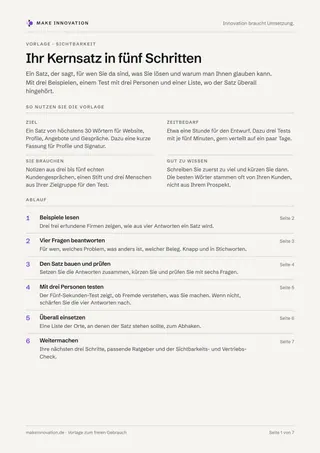 MAKE INNOVATION
Innovation braucht Umsetzung.
VORLAGE · SICHTBARKEIT
Ihr Kernsatz in fünf Schritten
Ein Satz, der sagt, für wen Sie da sind, was Sie lösen und warum man Ihnen glauben kann.
Mit drei Beispielen, einem Test mit drei Personen und einer Liste, wo der Satz überall
hingehört.
SO NUTZEN SIE DIE VORLAGE
ZIEL
Ein Satz von höchstens 30 Wörtern für Website,
Profile, Angebote und Gespräche. Dazu eine kurze
Fassung für Profile und Signatur.
ZEITBEDARF
Etwa eine Stunde für den Entwurf. Dazu drei Tests
mit je fünf Minuten, gern verteilt auf ein paar Tage.
SIE BRAUCHEN
Notizen aus drei bis fünf echten
Kundengesprächen, einen Stift und drei Menschen
aus Ihrer Zielgruppe für den Test.
GUT ZU WISSEN
Schreiben Sie zuerst zu viel und kürzen Sie dann.
Die besten Wörter stammen oft von Ihren Kunden,
nicht aus Ihrem Prospekt.
ABLAUF
1 Beispiele lesen Seite 2
Drei frei erfundene Firmen zeigen, wie aus vier Antworten ein Satz wird.
2 Vier Fragen beantworten Seite 3
Für wen, welches Problem, was anders ist, welcher Beleg. Knapp und in Stichworten.
3 Den Satz bauen und prüfen Seite 4
Setzen Sie die Antworten zusammen, kürzen Sie und prüfen Sie mit sechs Fragen.
4 Mit drei Personen testen Seite 5
Der Fünf-Sekunden-Test zeigt, ob Fremde verstehen, was Sie machen. Wenn nicht,
schärfen Sie die vier Antworten nach.
5 Überall einsetzen Seite 6
Eine Liste der Orte, an denen der Satz stehen sollte, zum Abhaken.
6 Weitermachen Seite 7
Ihre nächsten drei Schritte, passende Ratgeber und der Sichtbarkeits- und Vertriebs-
Check.
makeinnovation.de · Vorlage zum freien Gebrauch
Seite 1 von 7